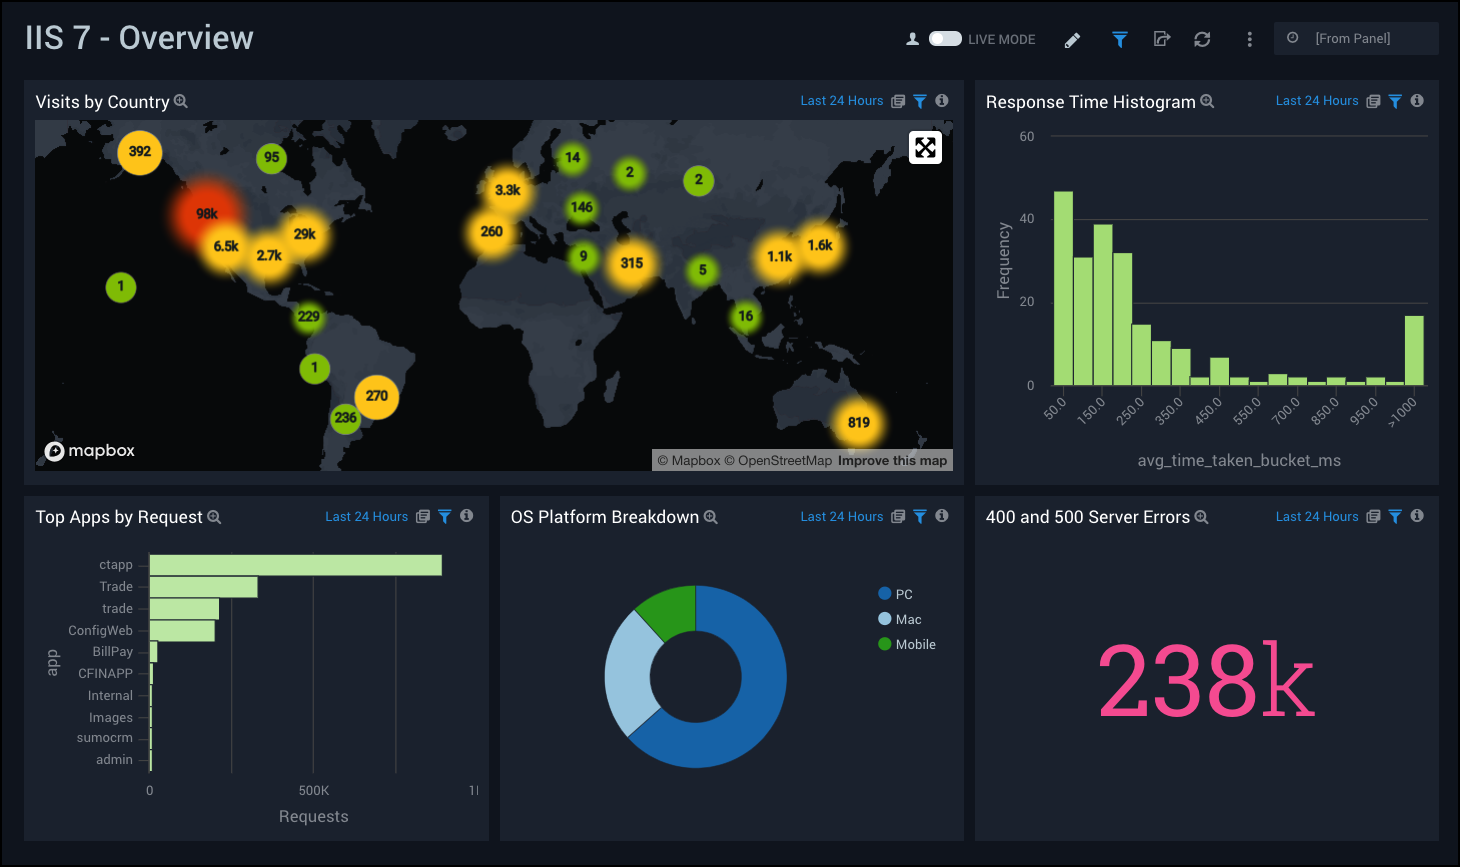 IIS 7 - Overview
LIVE MODE
[From Panel]
Visits by Country
Last 24 Hours
392
95
14
2
2
3.3k
98k
146
260
29k
6.5k
2.7k
9
315
1.1k
1.6k
5
1
229
16
1
270
236
819
mapbox
© Mapbox © OpenStreetMap Improve this map
Response Time Histogram
Last 24 Hours
60
40
20
0
Frequency
50.0
150.0
250.0
350.0
450.0
550.0
700.0
850.0
950.0
>1000
avg_time_taken_bucket_ms
Top Apps by Request
Last 24 Hours
app
ctapp
Trade
trade
ConfigWeb
BillPay
CFINAPP
Internal
Images
sumocrm
admin
0
500K
Requests
OS Platform Breakdown
Last 24 Hours
PC
Mac
Mobile
400 and 500 Server Errors
Last 24 Hours
238k